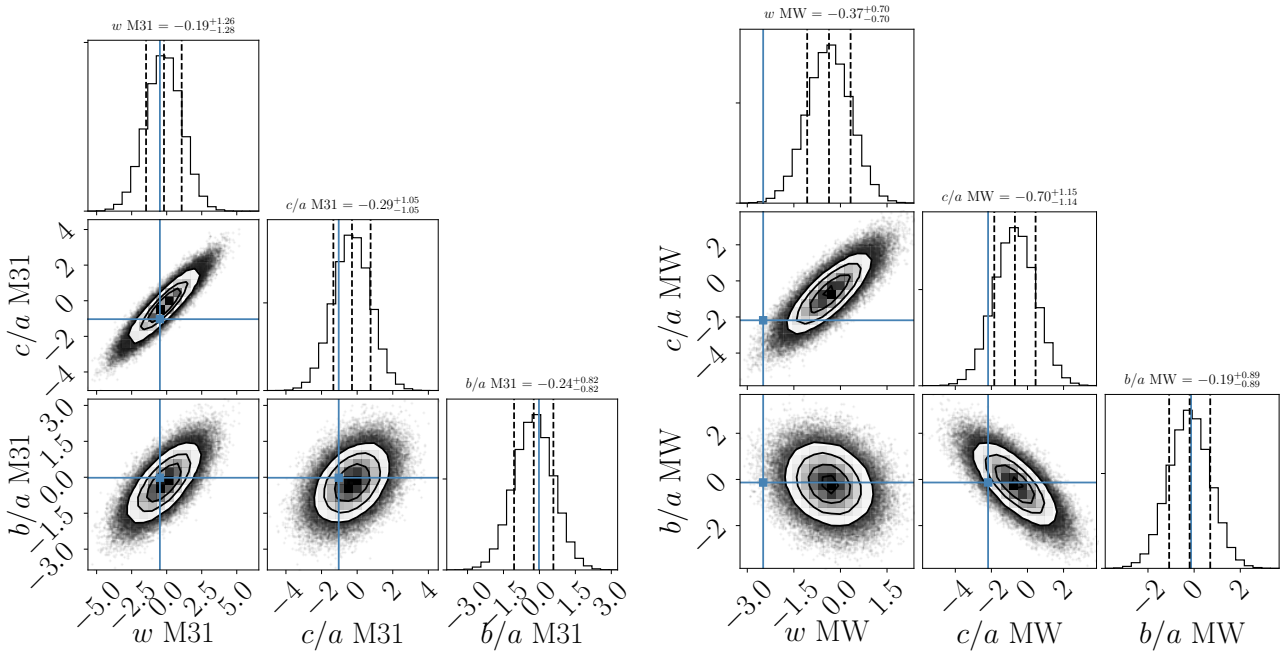 w M31 = −0.19+1.26−1.28
w MW = −0.37+0.70−0.70
c/a M31 = −0.29+1.05−1.05
c/a MW = −0.70+1.15−1.14
c/a M31
4
2
0
−2
−4
c/a MW
2
0
−2
−4
b/a M31 = −0.24+0.82−0.82
b/a MW = −0.19+0.89−0.89
b/a M31
3.0
1.5
0.0
−1.5
−3.0
b/a MW
2
0
−2
−5.0 −2.5 0.0 2.5 5.0
−4 −2 0 2 4
−3.0 −1.5 0.0 1.5 3.0
−3.0 −1.5 0.0 1.5
−4 −2 0 2
−2 0 2
w M31
c/a M31
b/a M31
w MW
c/a MW
b/a MW